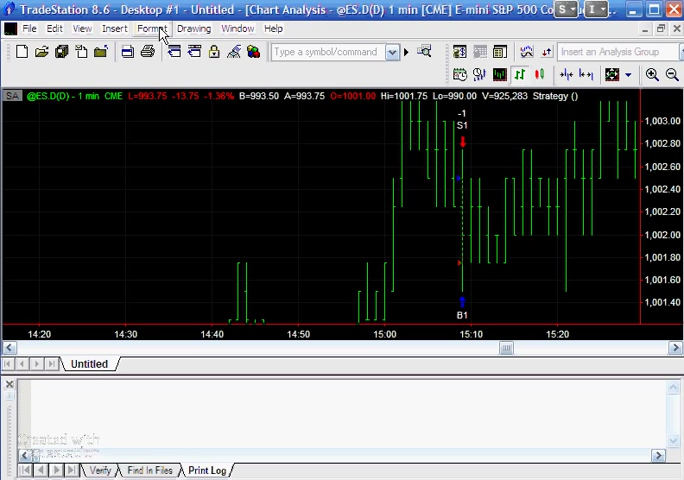 TradeStation 8.6 - Desktop #1 - Untitled - [Chart Analysis - @ES.D(D) 1 min [CME] E-mini S&P 500 Co
S I
File Edit View Insert Format Drawing Window Help
Type a symbol/command
Insert an Analysis Group
SA @ES.D(D) - 1 min CME L=993.75 -13.75 -1.36% B=993.50 A=993.75 O=1001.00 Hi=1001.75 Lo=990.00 V=925,283 Strategy ()
-1
S1
1,003.00
1,002.80
1,002.60
1,002.40
1,002.20
1,002.00
1,001.80
1,001.60
1,001.40
B1
14:20 14:30 14:40 14:50 15:00 15:10 15:20
Untitled
Created with
Verify Find In Files Print Log